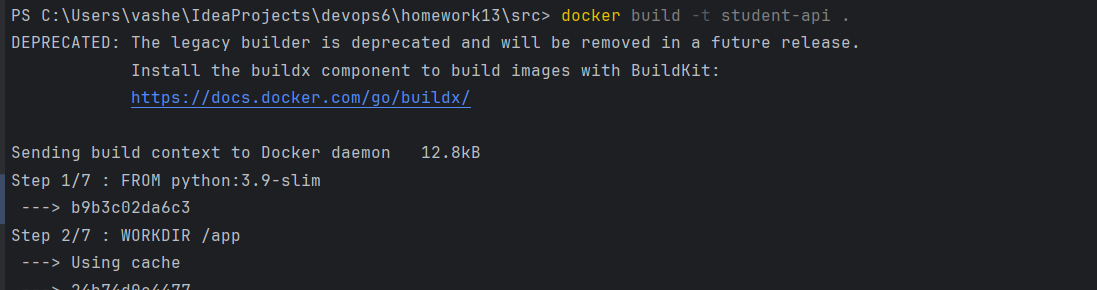 PS C:\Users\vashe\IdeaProjects\devops6\homework13\src> docker build -t student-api .
DEPRECATED: The legacy builder is deprecated and will be removed in a future release.
Install the buildx component to build images with BuildKit:
https://docs.docker.com/go/buildx/
Sending build context to Docker daemon 12.8kB
Step 1/7 : FROM python:3.9-slim
---> b9b3c02da6c3
Step 2/7 : WORKDIR /app
---> Using cache